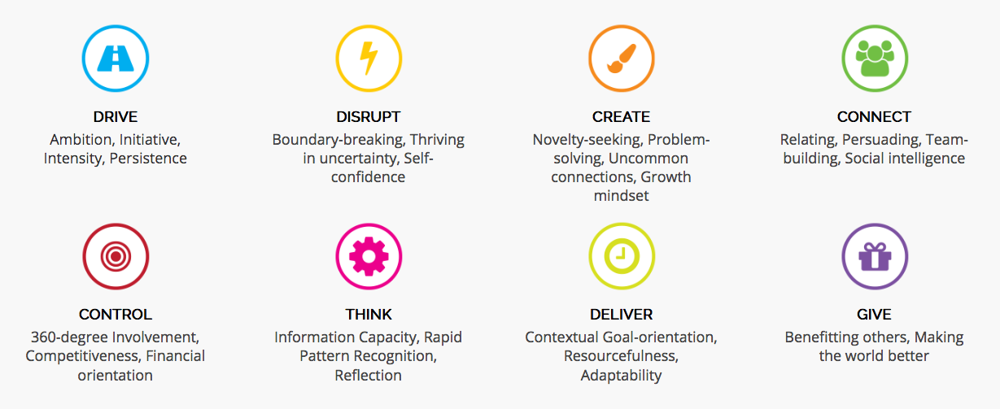 DRIVE
Ambition, Initiative,
Intensity, Persistence
DISRUPT
Boundary-breaking, Thriving
in uncertainty, Self-
confidence
CREATE
Novelty-seeking, Problem-
solving, Uncommon
connections, Growth
mindset
CONNECT
Relating, Persuading, Team-
building, Social intelligence
CONTROL
360-degree Involvement,
Competitiveness, Financial
orientation
THINK
Information Capacity, Rapid
Pattern Recognition,
Reflection
DELIVER
Contextual Goal-orientation,
Resourcefulness,
Adaptability
GIVE
Benefitting others, Making
the world better